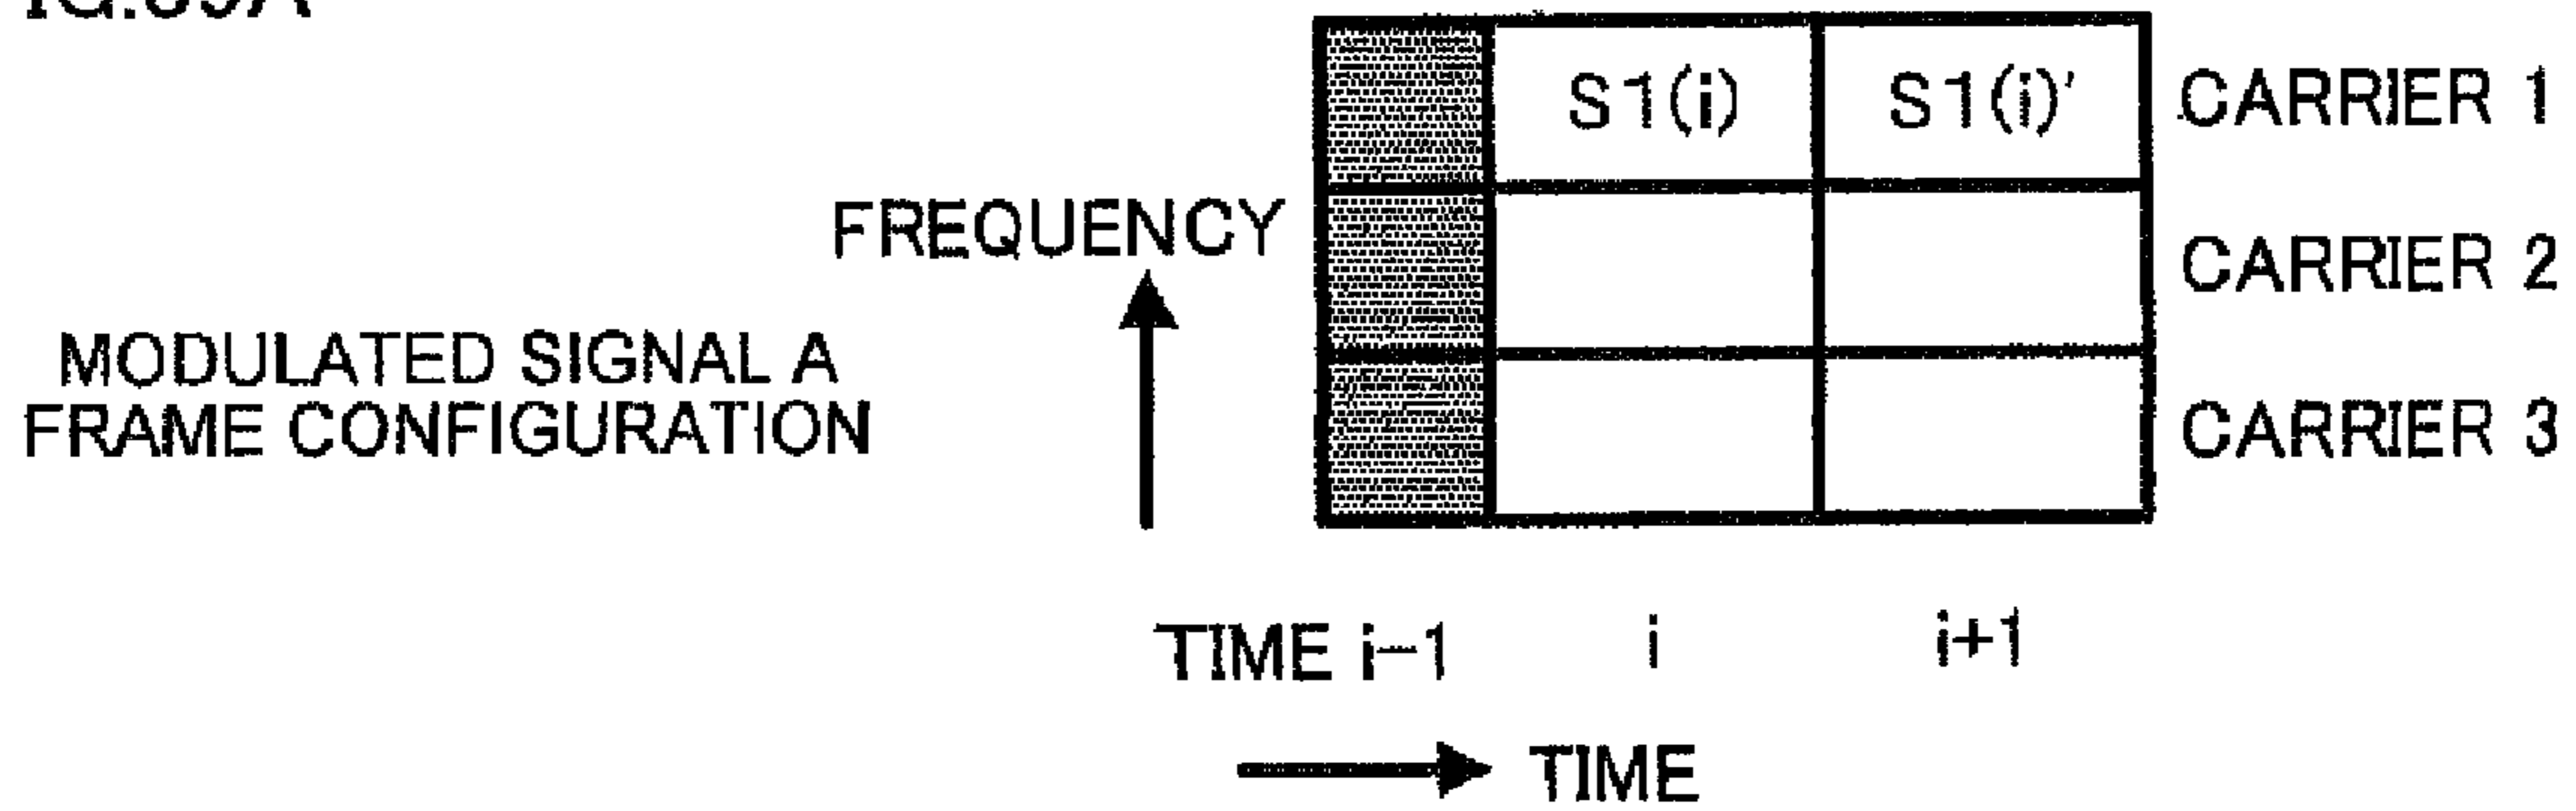 S1(i) S1(i)' CARRIER 1
FREQUENCY
CARRIER 2
MODULATED SIGNAL A
FRAME CONFIGURATION
CARRIER 3
TIME i-1 i i+1
TIME